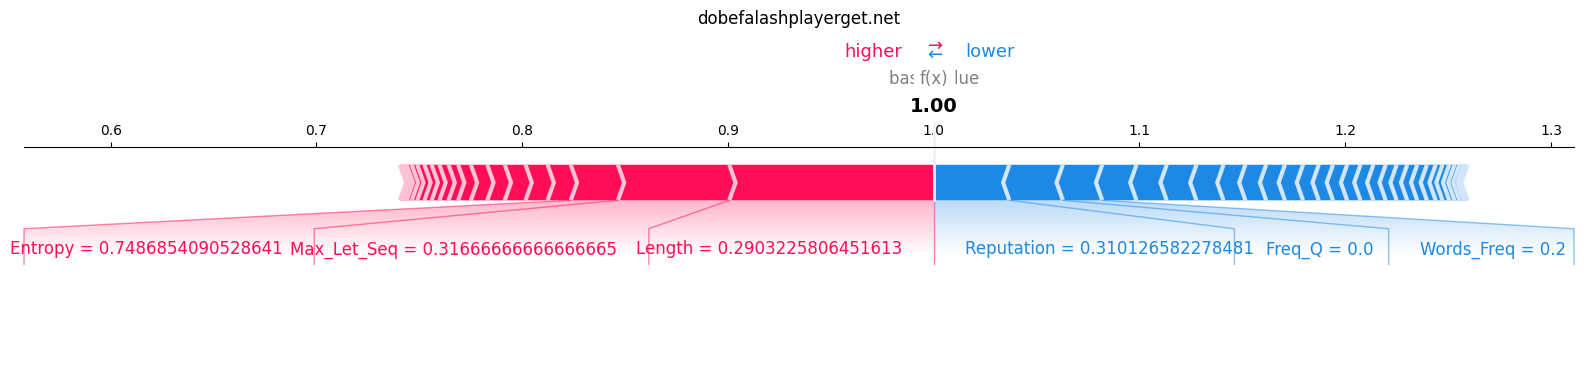 dobefalashplayerget.net
higher ⇄ lower
bas f(x) lue
1.00
0.6 0.7 0.8 0.9 1.0 1.1 1.2 1.3
Entropy = 0.7486854090528641 Max_Let_Seq = 0.31666666666666665 Length = 0.2903225806451613 Reputation = 0.310126582278481 Freq_Q = 0.0 Words_Freq = 0.2